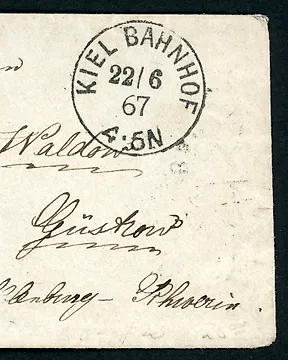 KIEL BAHNHOF
22/6
67
4-5N
Waldow
Güstrow
Schwerin.